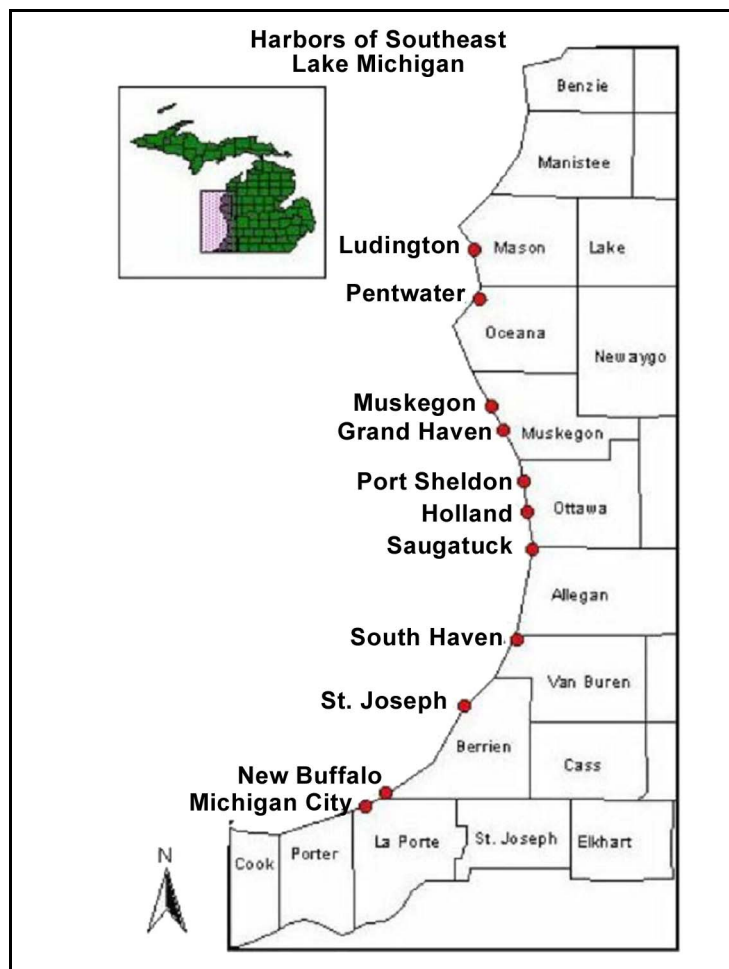 Harbors of Southeast
Lake Michigan
Benzie
Manistee
Ludington
Mason
Lake
Pentwater
Oceana
Newaygo
Muskegon
Grand Haven
Muskegon
Port Sheldon
Holland
Ottawa
Saugatuck
Allegan
South Haven
Van Buren
St. Joseph
Berrien
Cass
New Buffalo
Michigan City
La Porte
St. Joseph
Elkhart
Porter
Cook
N